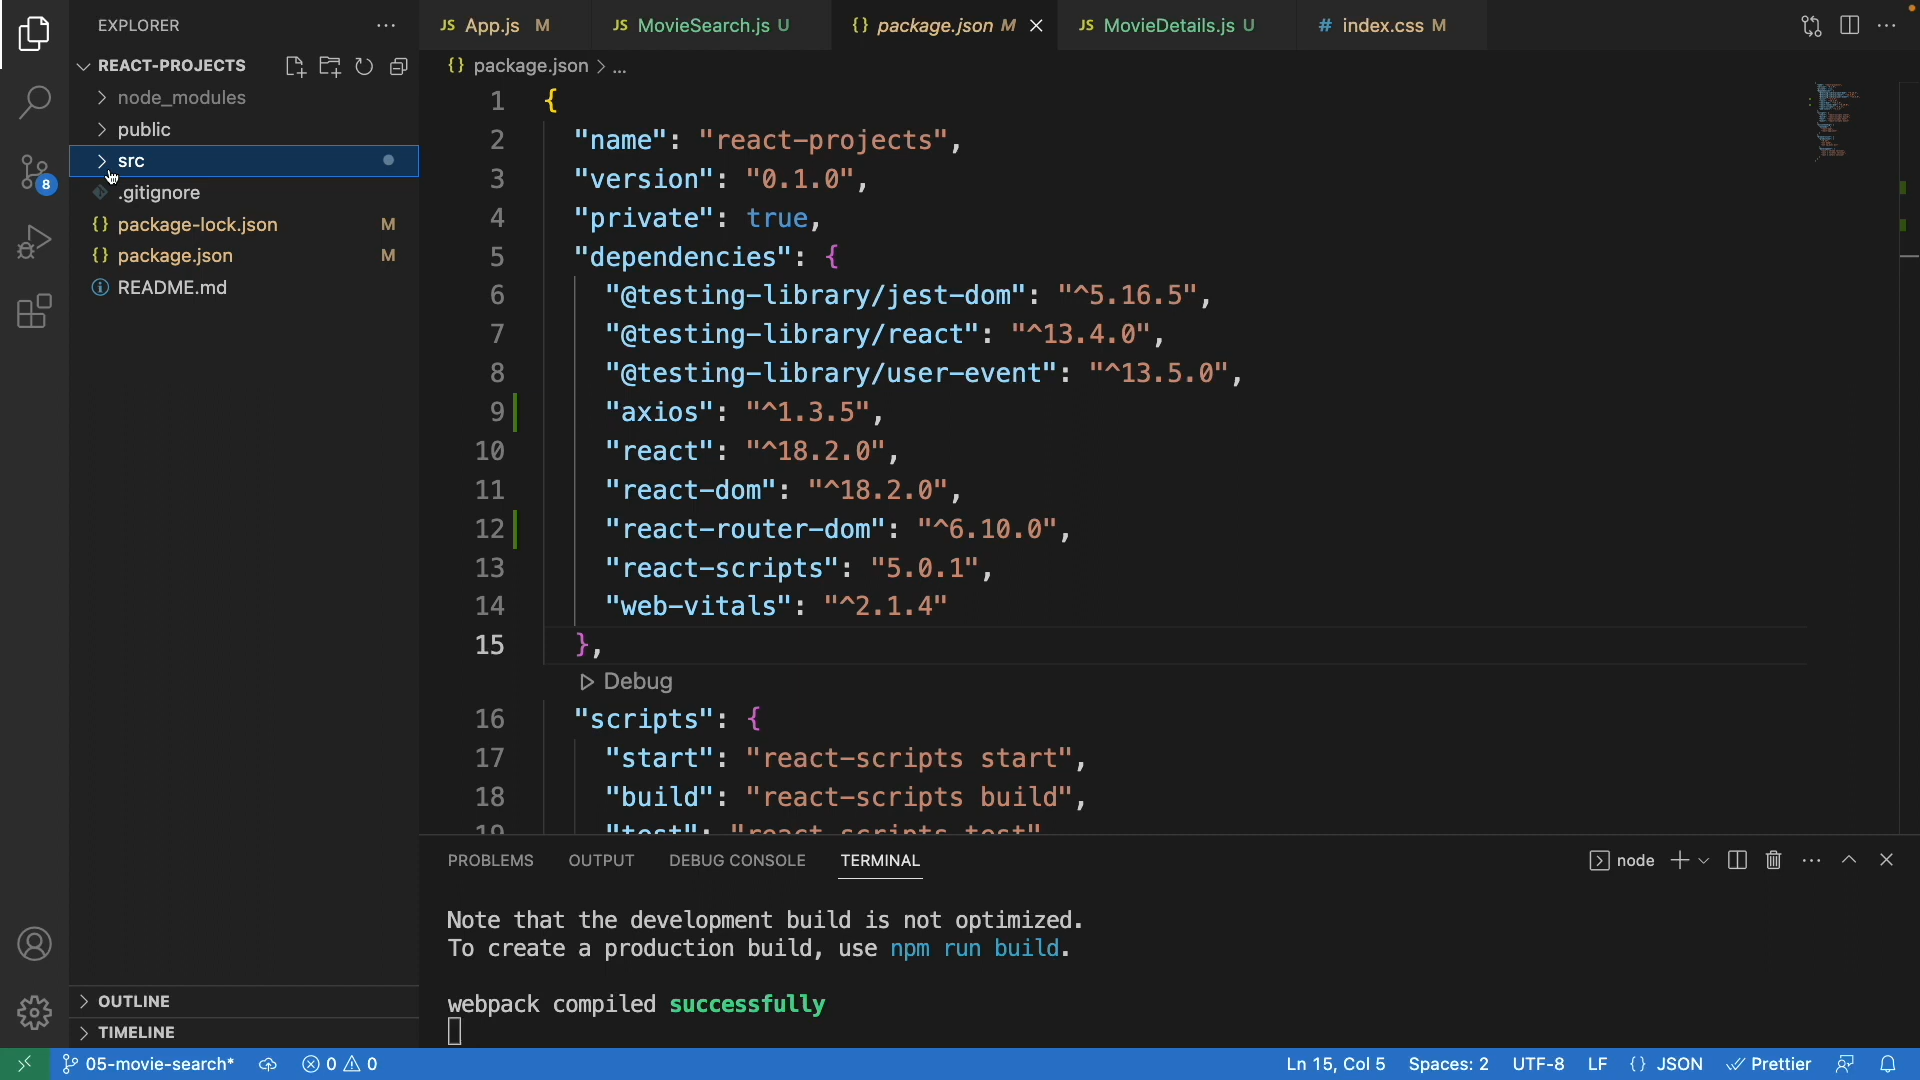 EXPLORER
REACT-PROJECTS
node_modules
public
src
.gitignore
package-lock.json M
package.json M
README.md
OUTLINE
TIMELINE
8
JS App.js M
JS MovieSearch.js U
{} package.json M
JS MovieDetails.js U
# index.css M
{} package.json > ...
1 {
2 "name": "react-projects",
3 "version": "0.1.0",
4 "private": true,
5 "dependencies": {
6 "@testing-library/jest-dom": "^5.16.5",
7 "@testing-library/react": "^13.4.0",
8 "@testing-library/user-event": "^13.5.0",
9 "axios": "^1.3.5",
10 "react": "^18.2.0",
11 "react-dom": "^18.2.0",
12 "react-router-dom": "^6.10.0",
13 "react-scripts": "5.0.1",
14 "web-vitals": "^2.1.4"
15 },
Debug
16 "scripts": {
17 "start": "react-scripts start",
18 "build": "react-scripts build",
19 "test": "react-scripts test"
PROBLEMS OUTPUT DEBUG CONSOLE TERMINAL
node
Note that the development build is not optimized.
To create a production build, use npm run build.
webpack compiled successfully
05-movie-search* 0 0
Ln 15, Col 5 Spaces: 2 UTF-8 LF {} JSON Prettier